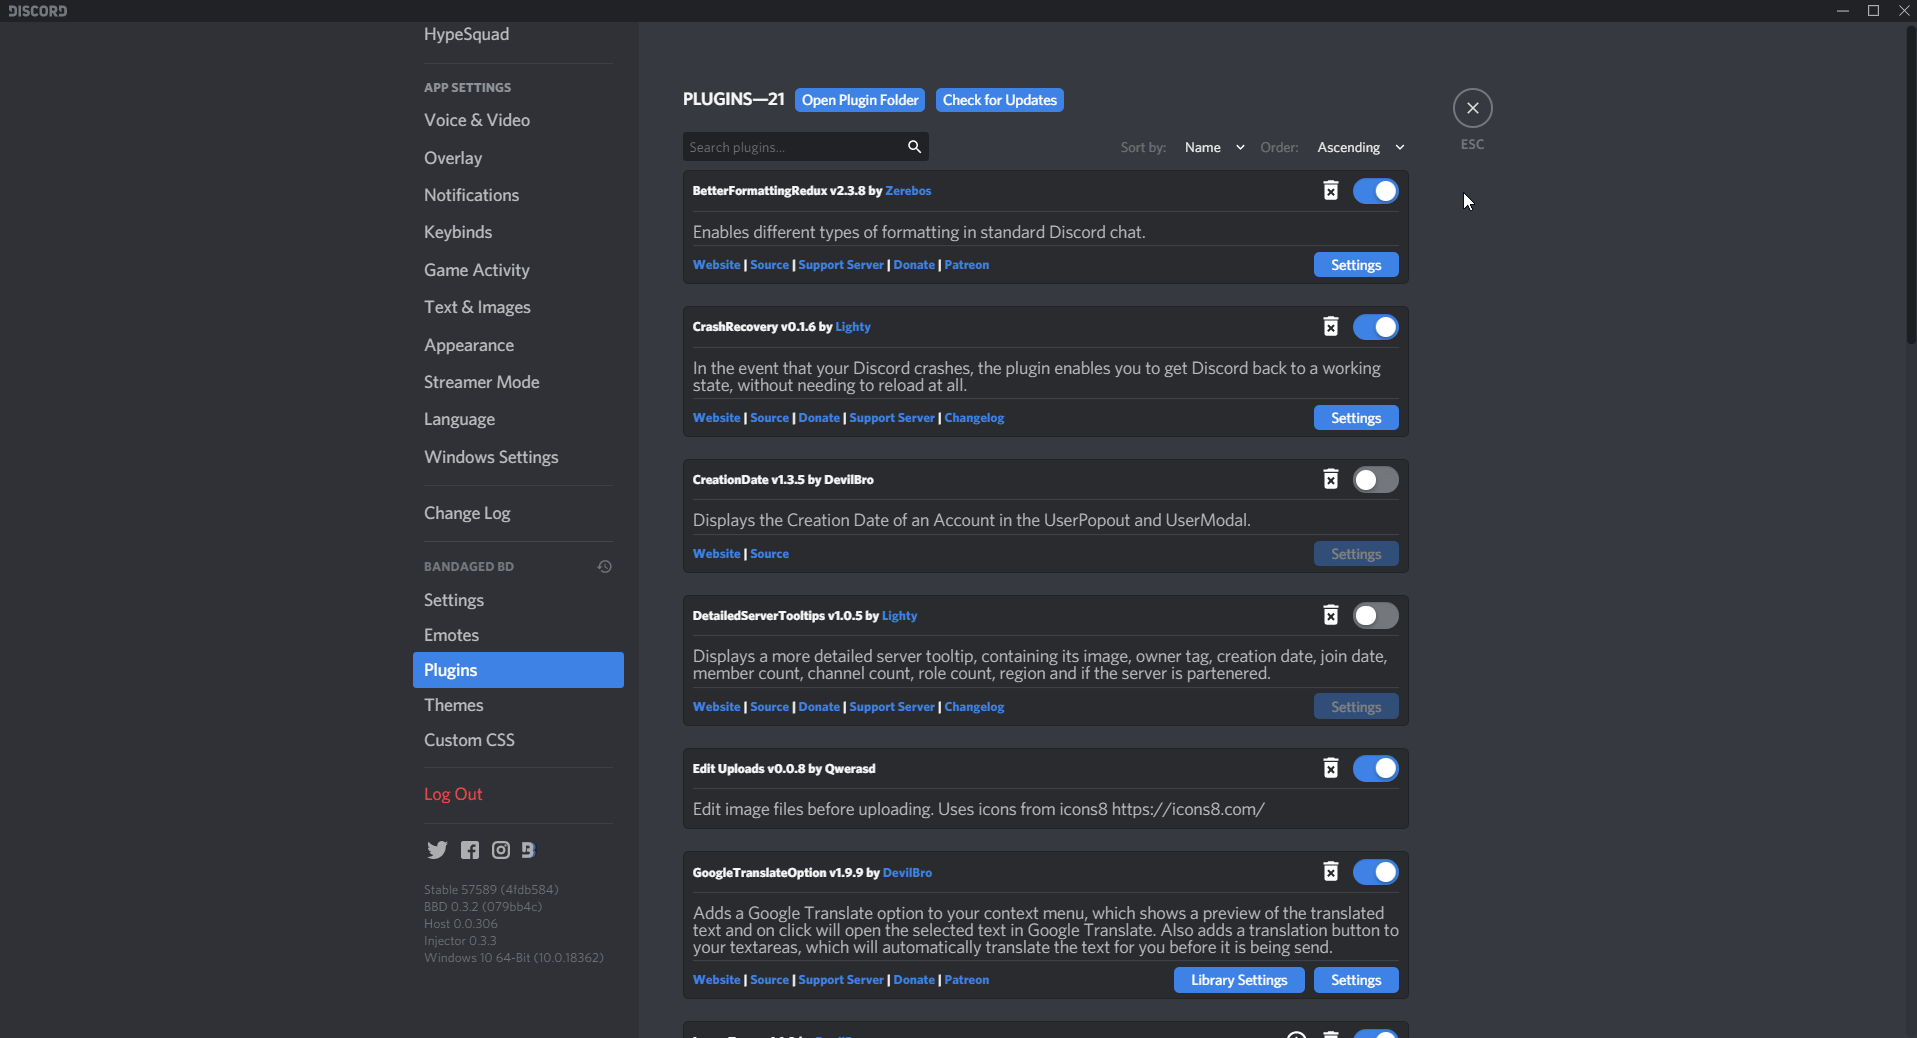 DISCORD
HypeSquad
APP SETTINGS
Voice & Video
Overlay
Notifications
Keybinds
Game Activity
Text & Images
Appearance
Streamer Mode
Language
Windows Settings
Change Log
BANDAGED BD
Settings
Emotes
Plugins
Themes
Custom CSS
Log Out
Stable 57589 (4fdb584)
BBD 0.3.2 (079bb4c)
Host 0.0.306
Injector 0.3.3
Windows 10 64-Bit (10.0.18362)
PLUGINS—21 Open Plugin Folder Check for Updates
ESC
Search plugins... Sort by: Name Order: Ascending
BetterFormattingRedux v2.3.8 by Zerebos
Enables different types of formatting in standard Discord chat.
Website | Source | Support Server | Donate | Patreon Settings
CrashRecovery v0.1.6 by Lighty
In the event that your Discord crashes, the plugin enables you to get Discord back to a working
state, without needing to reload at all.
Website | Source | Donate | Support Server | Changelog Settings
CreationDate v1.3.5 by DevilBro
Displays the Creation Date of an Account in the UserPopout and UserModal.
Website | Source Settings
DetailedServerTooltips v1.0.5 by Lighty
Displays a more detailed server tooltip, containing its image, owner tag, creation date, join date,
member count, channel count, role count, region and if the server is partenered.
Website | Source | Donate | Support Server | Changelog Settings
Edit Uploads v0.0.8 by Qwerasd
Edit image files before uploading. Uses icons from icons8 https://icons8.com/
GoogleTranslateOption v1.9.9 by DevilBro
Adds a Google Translate option to your context menu, which shows a preview of the translated
text and on click will open the selected text in Google Translate. Also adds a translation button to
your textareas, which will automatically translate the text for you before it is being send.
Website | Source | Support Server | Donate | Patreon Library Settings Settings